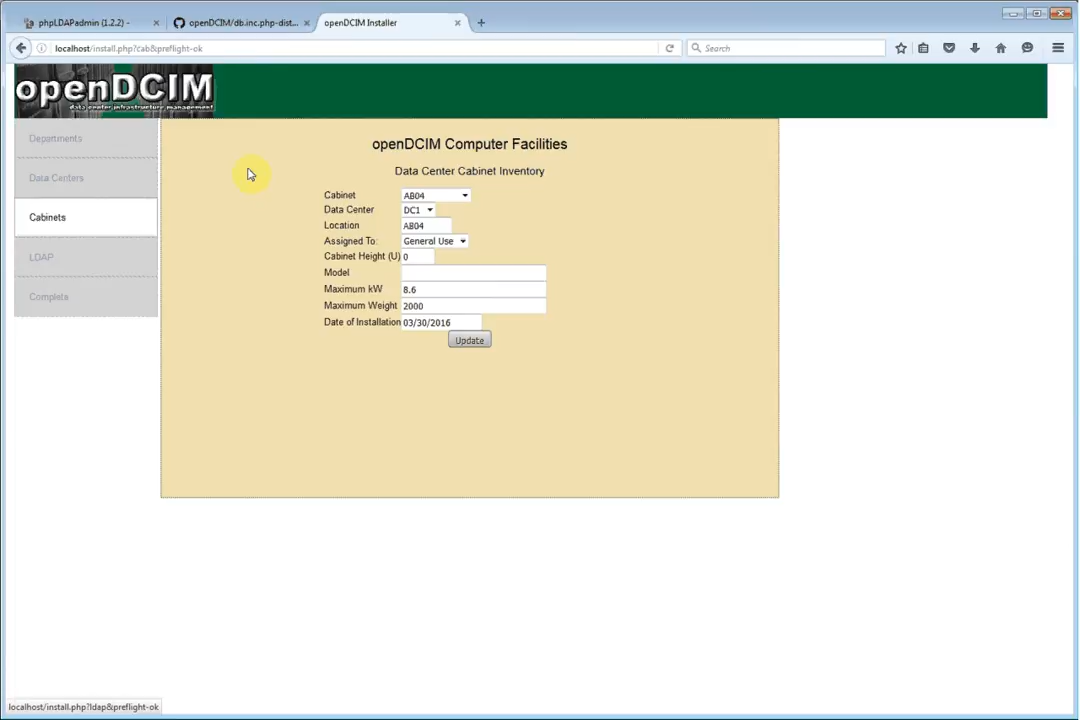 phpLDAPadmin (1.2.2) -
openDCIM/db.inc.php-dist...
openDCIM Installer
localhost/install.php?cab&preflight-ok
Search
openDCIM
data center infrastructure management
Departments
Data Centers
Cabinets
LDAP
Complete
openDCIM Computer Facilities
Data Center Cabinet Inventory
Cabinet AB04
Data Center DC1
Location AB04
Assigned To: General Use
Cabinet Height (U) 0
Model
Maximum kW 8.6
Maximum Weight 2000
Date of Installation 03/30/2016
Update
localhost/install.php?ldap&preflight-ok